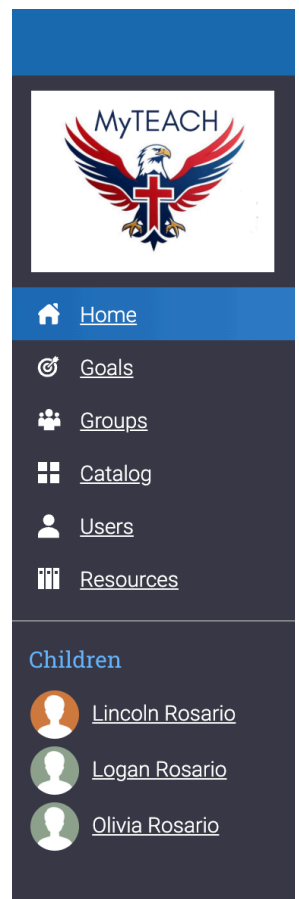 MyTEACH
Home
Goals
Groups
Catalog
Users
Resources
Children
Lincoln Rosario
Logan Rosario
Olivia Rosario